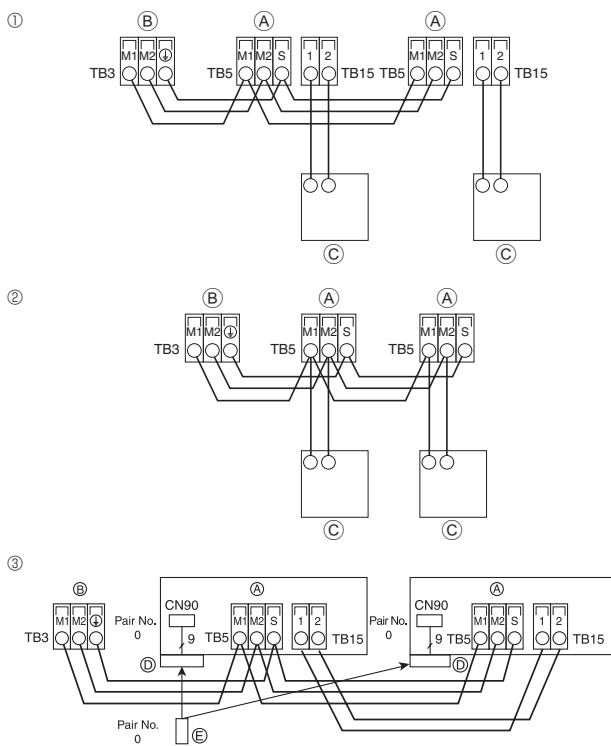 ①
Ⓑ Ⓐ Ⓐ
M1 M2 M1 M2 S 1 2 M1 M2 S 1 2
TB3 TB5 TB15 TB5 TB15
Ⓒ Ⓒ
②
Ⓑ Ⓐ Ⓐ
M1 M2 M1 M2 S M1 M2 S
TB3 TB5 TB5
Ⓒ Ⓒ
③
Ⓑ Ⓐ Ⓐ
CN90 CN90
Pair No. M1 M2 M1 M2 S 1 2 Pair No. M1 M2 S 1 2
0 0
TB3 9 TB5 TB15 9 TB5 TB15
Ⓓ Ⓓ
Pair No.
0 Ⓔ